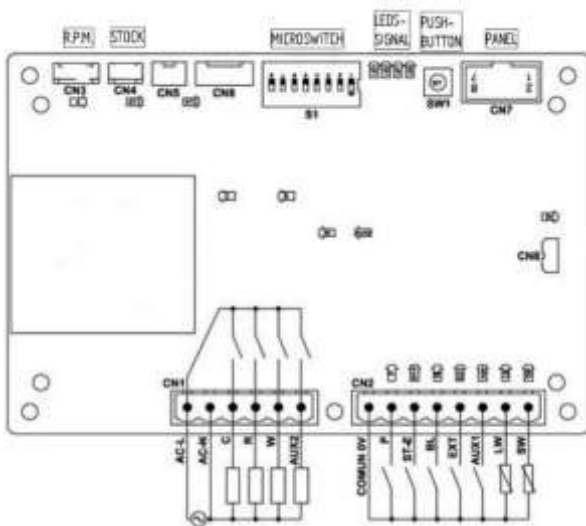 R.P.M.
STOCK
MICROSWITCH
LEDS-
SIGNAL
PUSH-
BUTTON
PANEL
CN3
CN4
CN5
CN6
S1
SW1
CN7
CN8
CN1
CN2
AC-L
AC-N
C
R
W
AUX2
COMUN 0V
P
ST-E
BL
EXT
AUX1
LW
SW